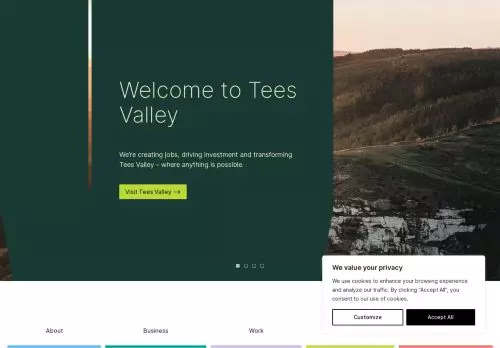 Welcome to Tees
Valley
We're creating jobs, driving investment and transforming
Tees Valley – where anything is possible.
Visit Tees Valley →
We value your privacy
We use cookies to enhance your browsing experience
and analyze our traffic. By clicking "Accept All", you
consent to our use of cookies.
Customize
Accept All
About
Business
Work